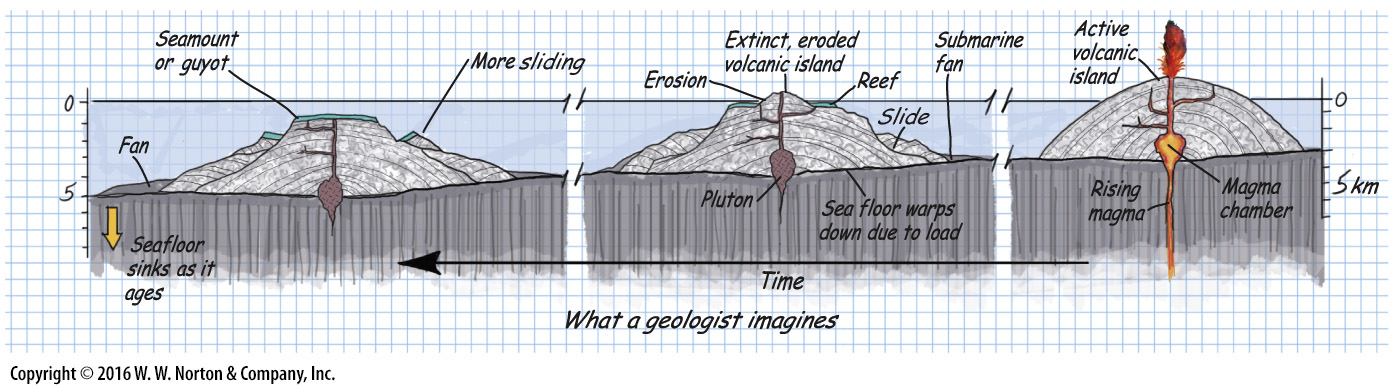 Seamount
or guyot
More sliding
0
Fan
5
Seafloor
sinks as it
ages
Extinct, eroded
volcanic island
Erosion
Reef
Submarine
fan
Slide
Pluton
Sea floor warps
down due to load
Active
volcanic
island
0
5 km
Rising
magma
Magma
chamber
Time
What a geologist imagines
Copyright © 2016 W. W. Norton & Company, Inc.